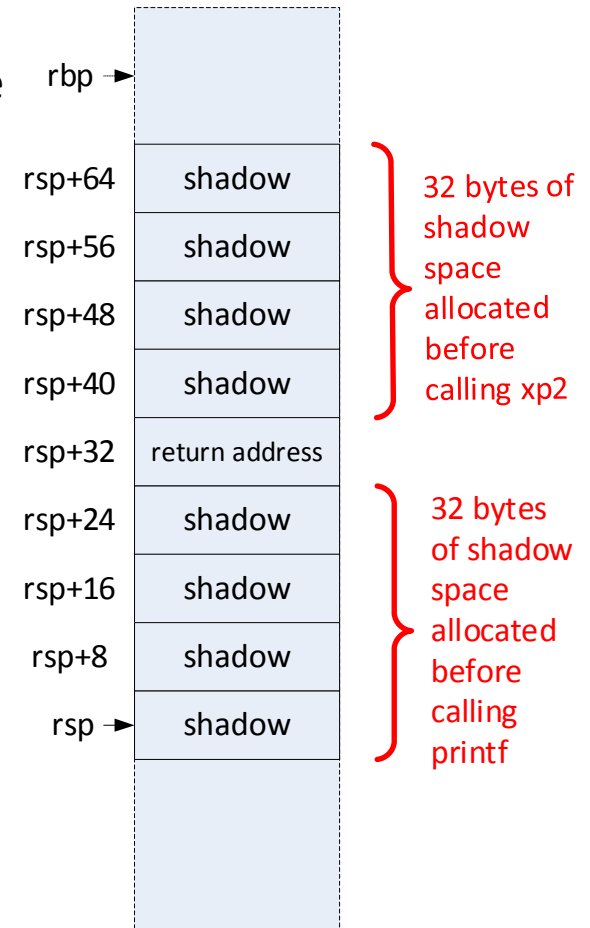 e
rbp
rsp+64 shadow
rsp+56 shadow
rsp+48 shadow
rsp+40 shadow
rsp+32 return address
rsp+24 shadow
rsp+16 shadow
rsp+8 shadow
rsp shadow
32 bytes of
shadow
space
allocated
before
calling xp2
32 bytes
of shadow
space
allocated
before
calling
printf